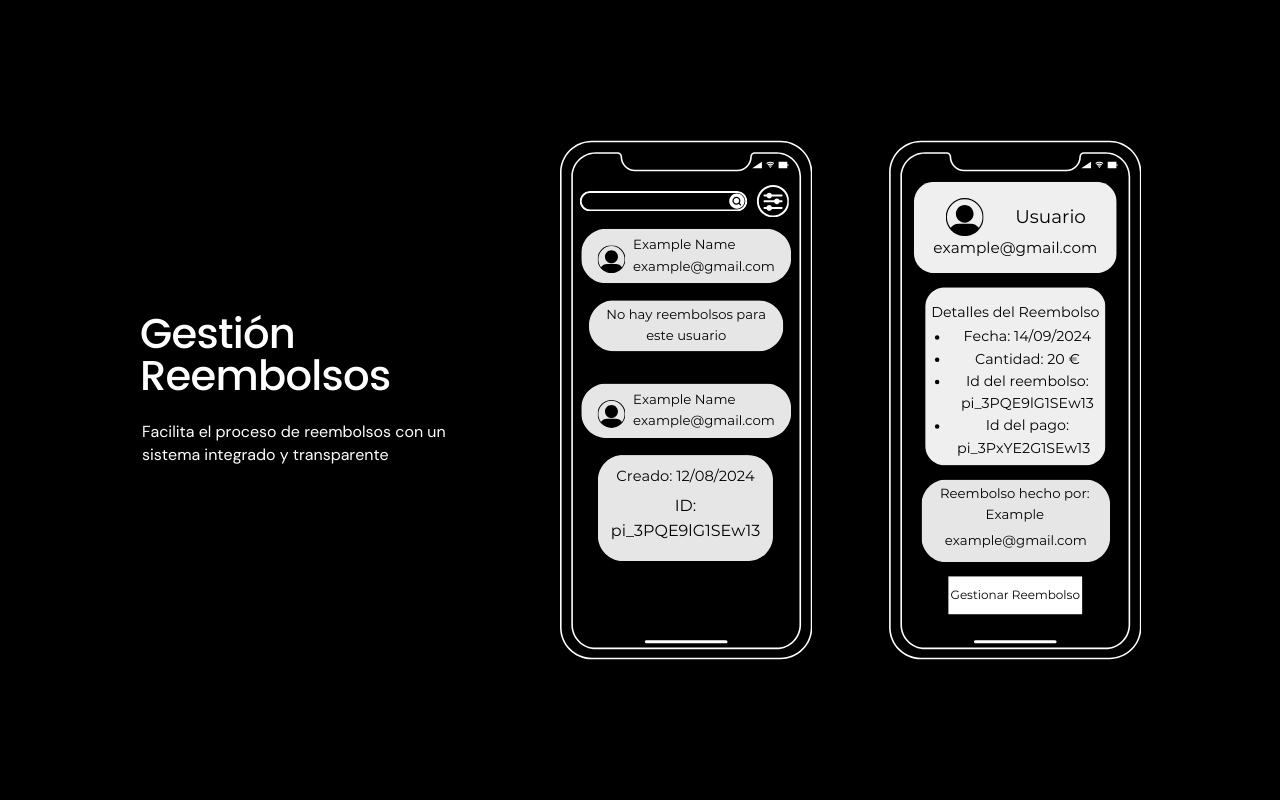 Gestión
Reembolsos
Facilita el proceso de reembolsos con un
sistema integrado y transparente
Example Name
example@gmail.com
No hay reembolsos para
este usuario
Example Name
example@gmail.com
Creado: 12/08/2024
ID:
pi_3PQE9lG1SEw13
Usuario
example@gmail.com
Detalles del Reembolso
• Fecha: 14/09/2024
• Cantidad: 20 €
• Id del reembolso:
pi_3PQE9lG1SEw13
• Id del pago:
pi_3PxYE2G1SEw13
Reembolso hecho por:
Example
example@gmail.com
Gestionar Reembolso